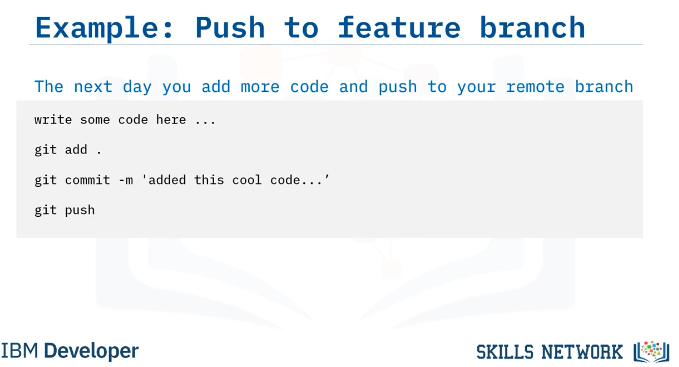 Example: Push to feature branch
The next day you add more code and push to your remote branch
write some code here ...
git add .
git commit -m 'added this cool code...’
git push
IBM Developer
SKILLS NETWORK